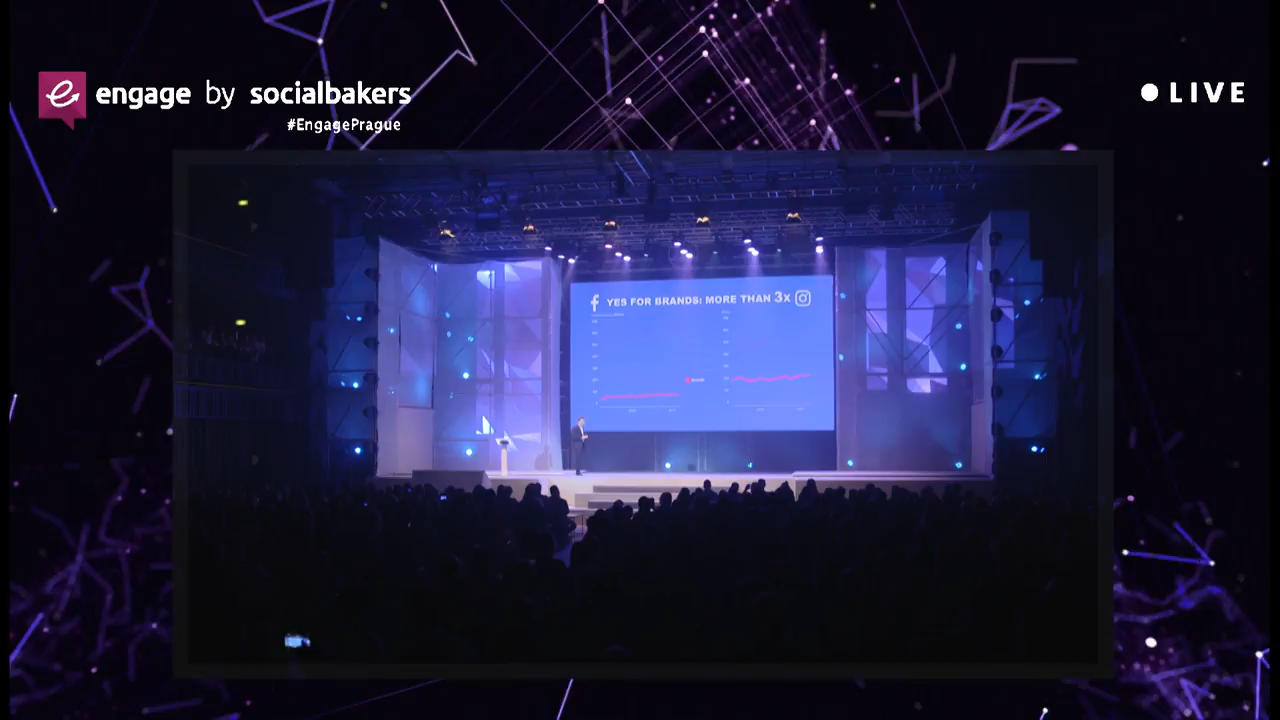 engage by socialbakers
#EngagePrague
LIVE
YES FOR BRANDS: MORE THAN 3X